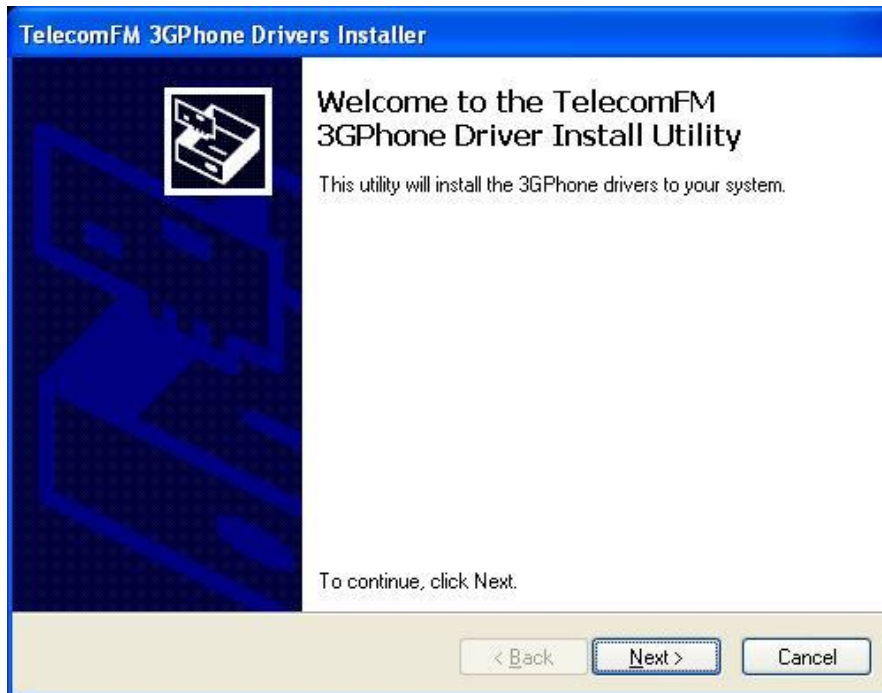 TelecomFM 3GPhone Drivers Installer
Welcome to the TelecomFM
3GPhone Driver Install Utility
This utility will install the 3GPhone drivers to your system.
To continue, click Next.
< Back
Next >
Cancel